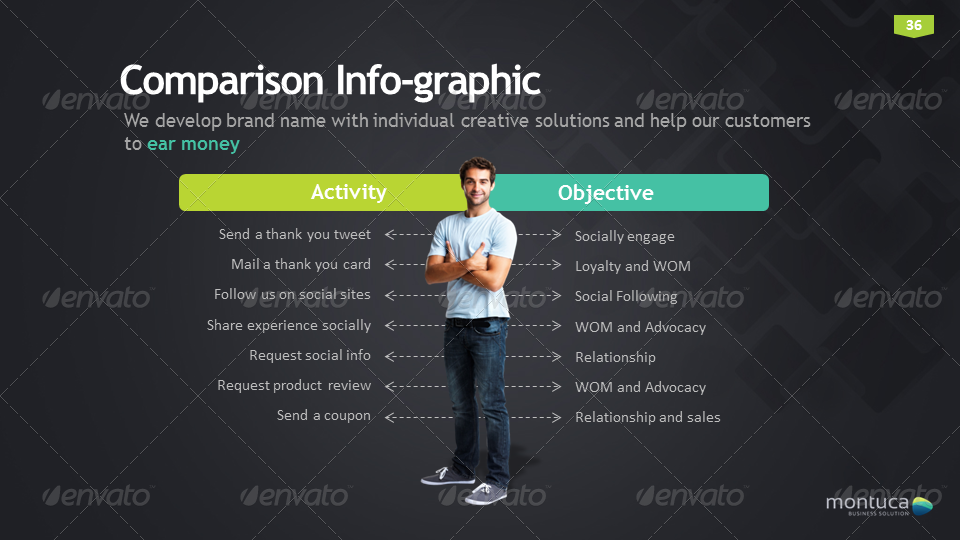 36
Comparison Info-graphic
We develop brand name with individual creative solutions and help our customers
to ear money
Activity Objective
Send a thank you tweet Socially engage
Mail a thank you card Loyalty and WOM
Follow us on social sites Social Following
Share experience socially WOM and Advocacy
Request social info Relationship
Request product review WOM and Advocacy
Send a coupon Relationship and sales
montuca
BUSINESS SOLUTION
envato envato envato envato envato
envato envato envato envato envato
envato envato envato envato envato